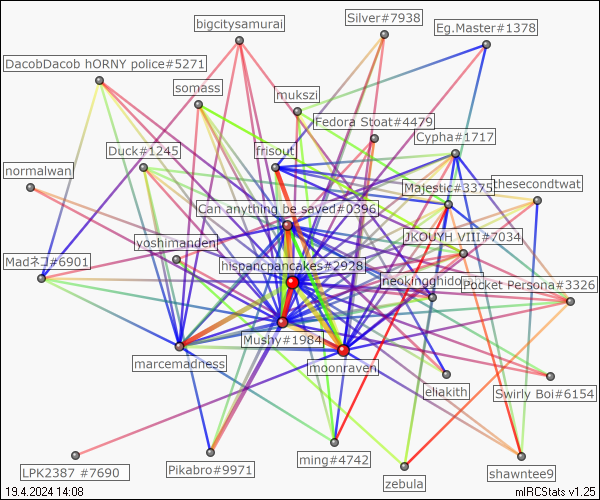 Silver#7938
bigcitysamurai
Eg.Master#1378
DacobDacob hORNY police#5271
somass
mukszi
Fedora Stoat#4479
Cypha#1717
Duck#1245
frisout
normalwan
Majestic#3375
thesecondtwat
Can anything be saved#0396
JKOUYH VIII#7034
yoshimanden
Madネコ#6901
hispanicpancakes#2928
Pocket Persona#3326
Mushy#1984
marcemadness
moonraven
eliakith
Swirly Boi#6154
ming#4742
LPK2387 #7690
Pikabro#9971
zebula
shawntee9
19.4.2024 14:08
mIRCStats v1.25